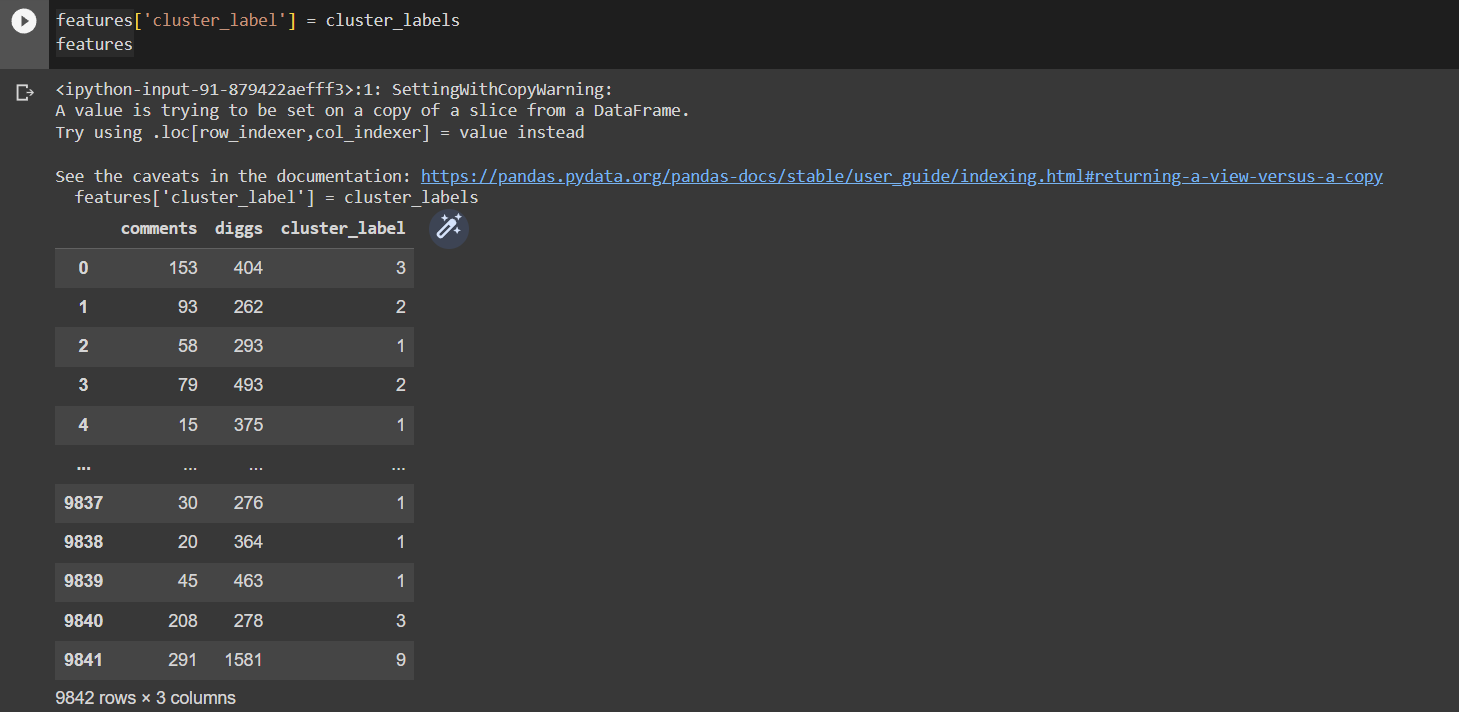 features['cluster_label'] = cluster_labels
features
<ipython-input-91-879422aefff3>:1: SettingWithCopyWarning:
A value is trying to be set on a copy of a slice from a DataFrame.
Try using .loc[row_indexer,col_indexer] = value instead
See the caveats in the documentation: https://pandas.pydata.org/pandas-docs/stable/user_guide/indexing.html#returning-a-view-versus-a-copy
features['cluster_label'] = cluster_labels
comments diggs cluster_label
0 153 404 3
1 93 262 2
2 58 293 1
3 79 493 2
4 15 375 1
... ... ... ...
9837 30 276 1
9838 20 364 1
9839 45 463 1
9840 208 278 3
9841 291 1581 9
9842 rows × 3 columns